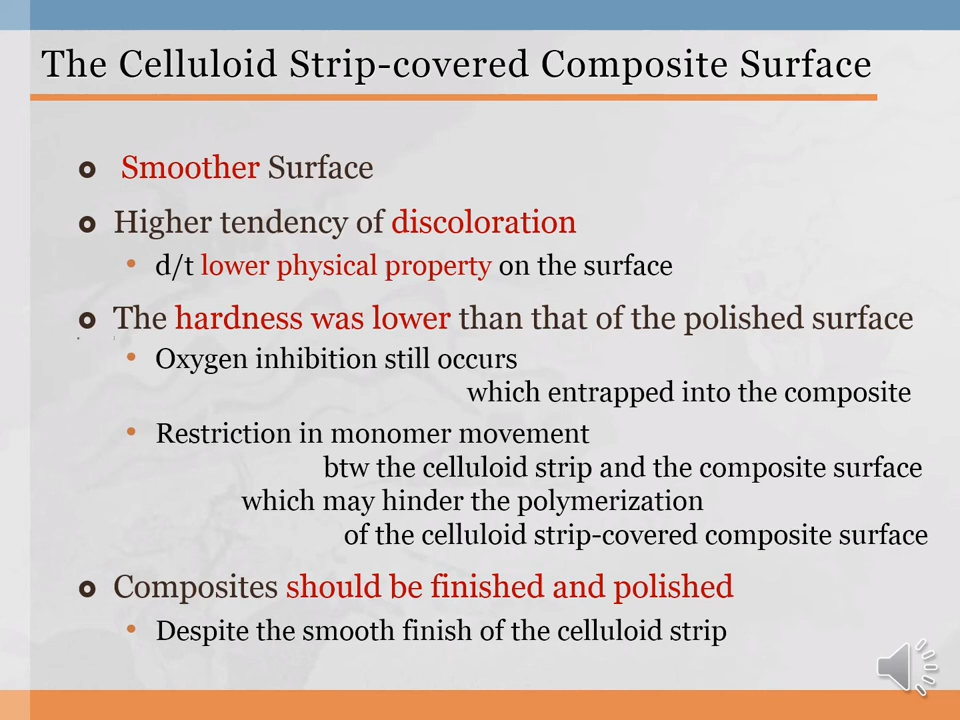 The Celluloid Strip-covered Composite Surface
Smoother Surface
Higher tendency of discoloration
d/t lower physical property on the surface
The hardness was lower than that of the polished surface
Oxygen inhibition still occurs
which entrapped into the composite
Restriction in monomer movement
btw the celluloid strip and the composite surface
which may hinder the polymerization
of the celluloid strip-covered composite surface
Composites should be finished and polished
Despite the smooth finish of the celluloid strip